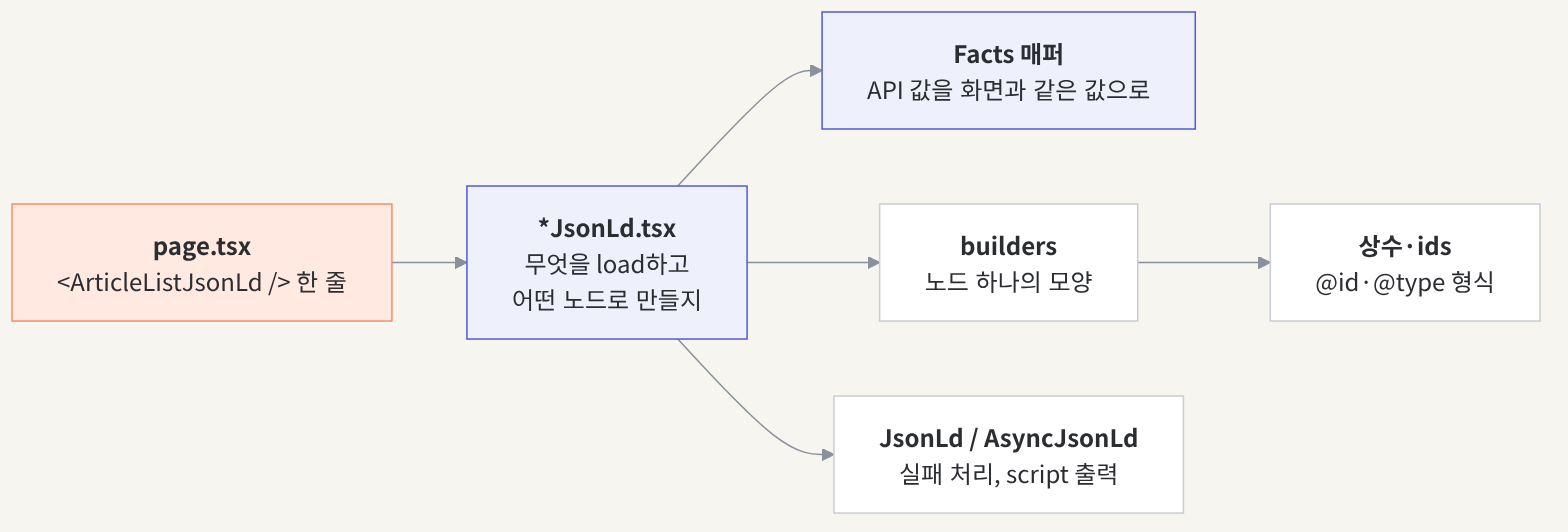 Facts 매퍼
API 값을 화면과 같은 값으로
page.tsx
<ArticleListJsonLd /> 한 줄
*JsonLd.tsx
무엇을 load하고
어떤 노드로 만들지
builders
노드 하나의 모양
상수·ids
@id·@type 형식
JsonLd / AsyncJsonLd
실패 처리, script 출력